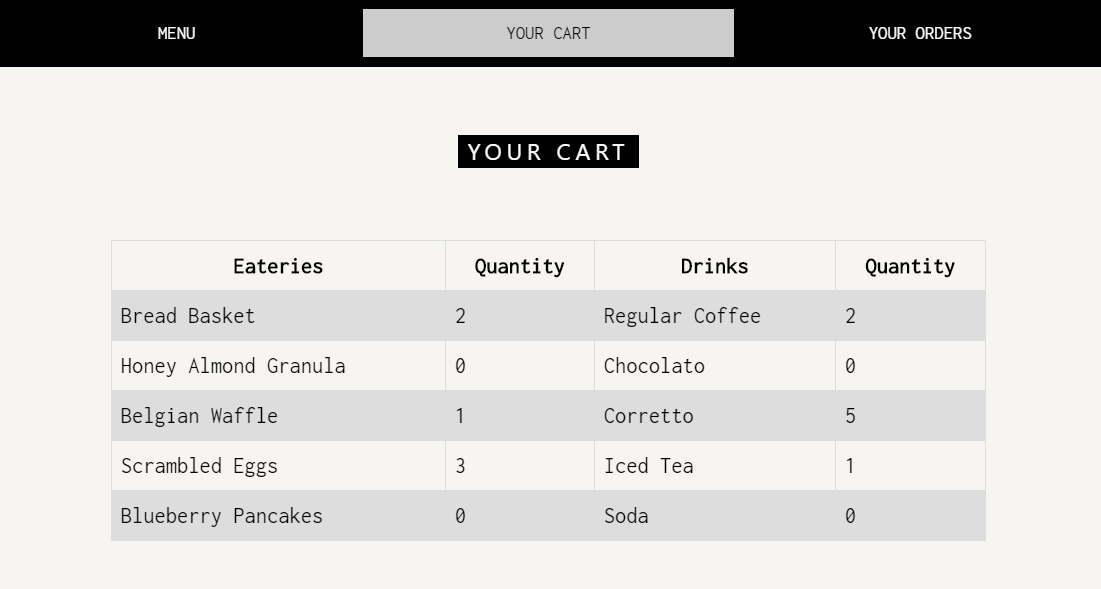 MENU YOUR CART YOUR ORDERS
YOUR CART
Eateries Quantity Drinks Quantity
Bread Basket 2 Regular Coffee 2
Honey Almond Granula 0 Chocolato 0
Belgian Waffle 1 Corretto 5
Scrambled Eggs 3 Iced Tea 1
Blueberry Pancakes 0 Soda 0